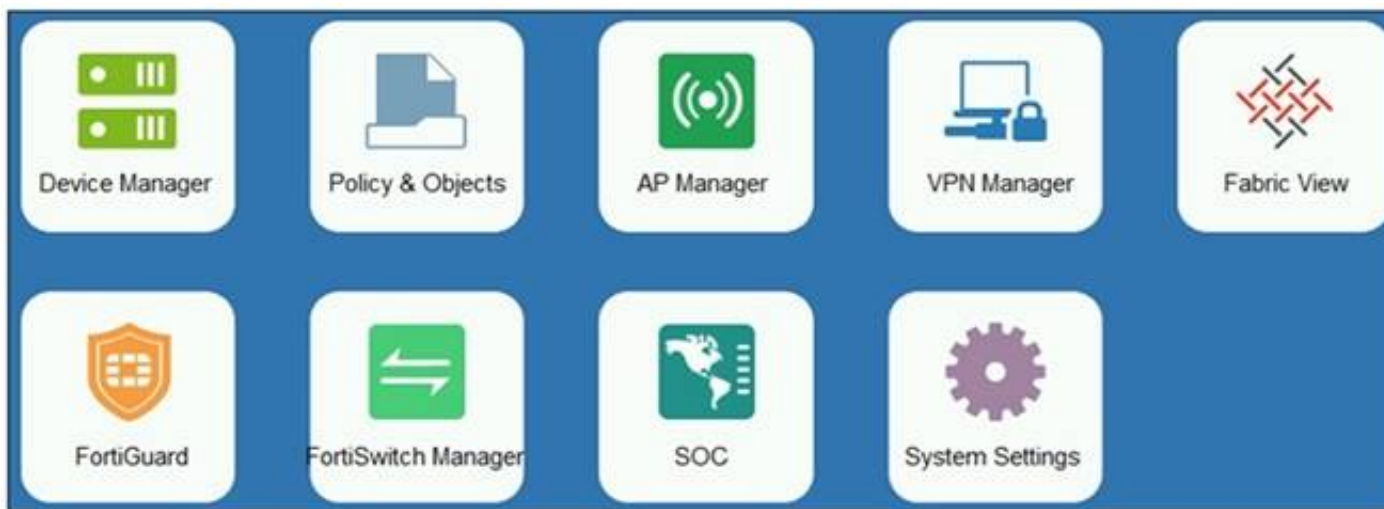 Device Manager
Policy & Objects
AP Manager
VPN Manager
Fabric View
FortiGuard
FortiSwitch Manager
SOC
System Settings